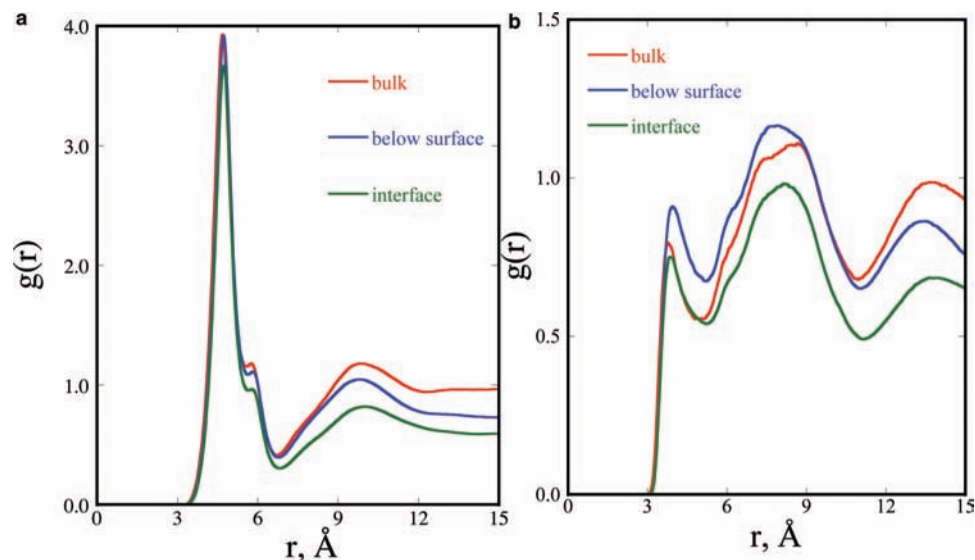 a
4.0
3.0
2.0
1.0
0.0
g(r)
bulk
below surface
interface
0
3
6
9
12
15
r, Å
b
1.5
1.0
0.5
0.0
g(r)
bulk
below surface
interface
0
3
6
9
12
15
r, Å